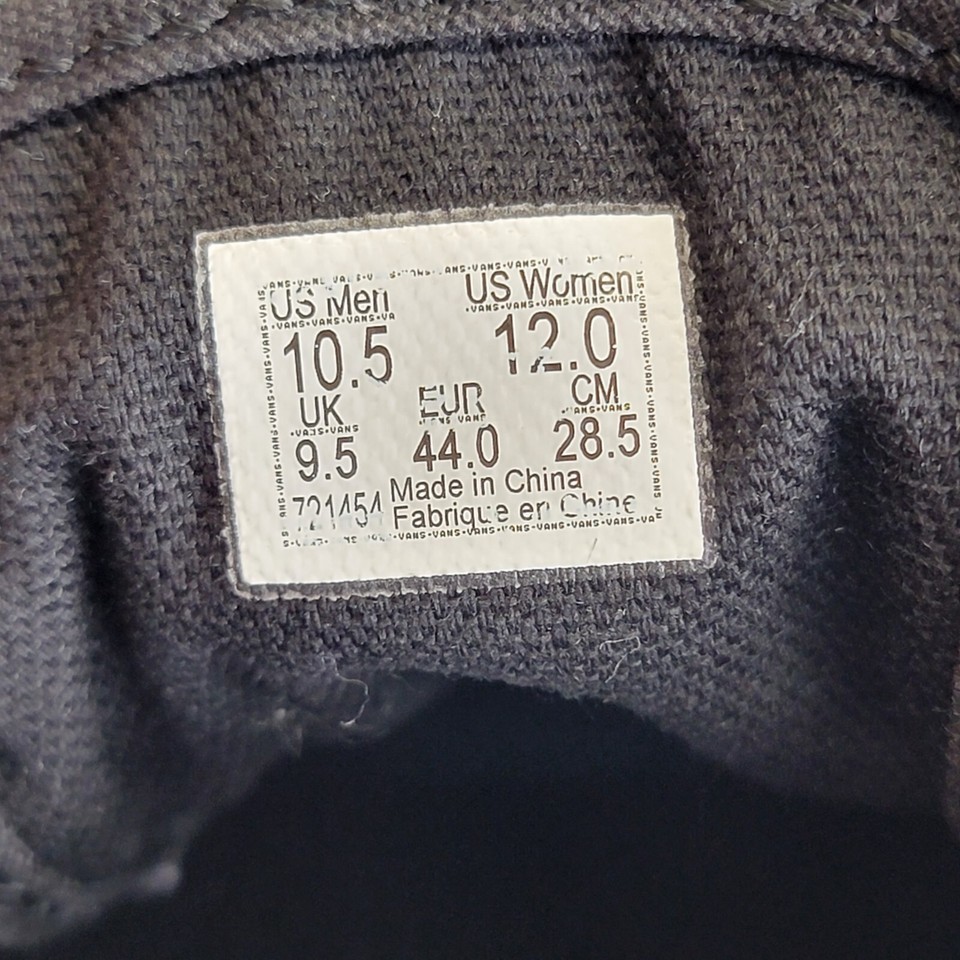 US Men US Women
10.5 12.0
UK EUR CM
9.5 44.0 28.5
721454 Made in China
Fabrique en Chine